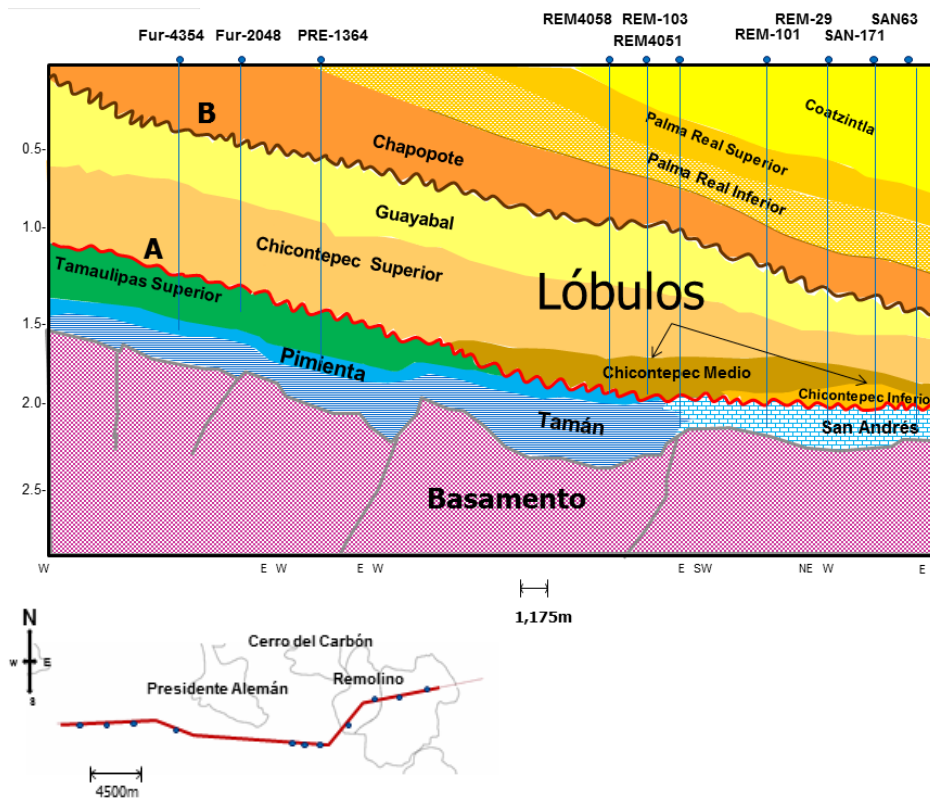 REM4058 REM-103 REM-29 SAN63
Fur-4354 Fur-2048 PRE-1364 REM4051 REM-101 SAN-171
B
Coatzintla
0.5-
Chapopote
Palma Real Superior
Palma Real Inferior
Guayabal
1.0-
A
Chicontepec Superior
Tamaulipas Superior
Lóbulos
1.5-
Pimienta
Chicontepec Medio
Chicontepec Inferior
2.0-
Tamán
San Andrés
2.5-
Basamento
W E W E W E SW NE W E
1,175m
N
W E
S
Cerro del Carbón
Presidente Alemán
Remolino
4500m